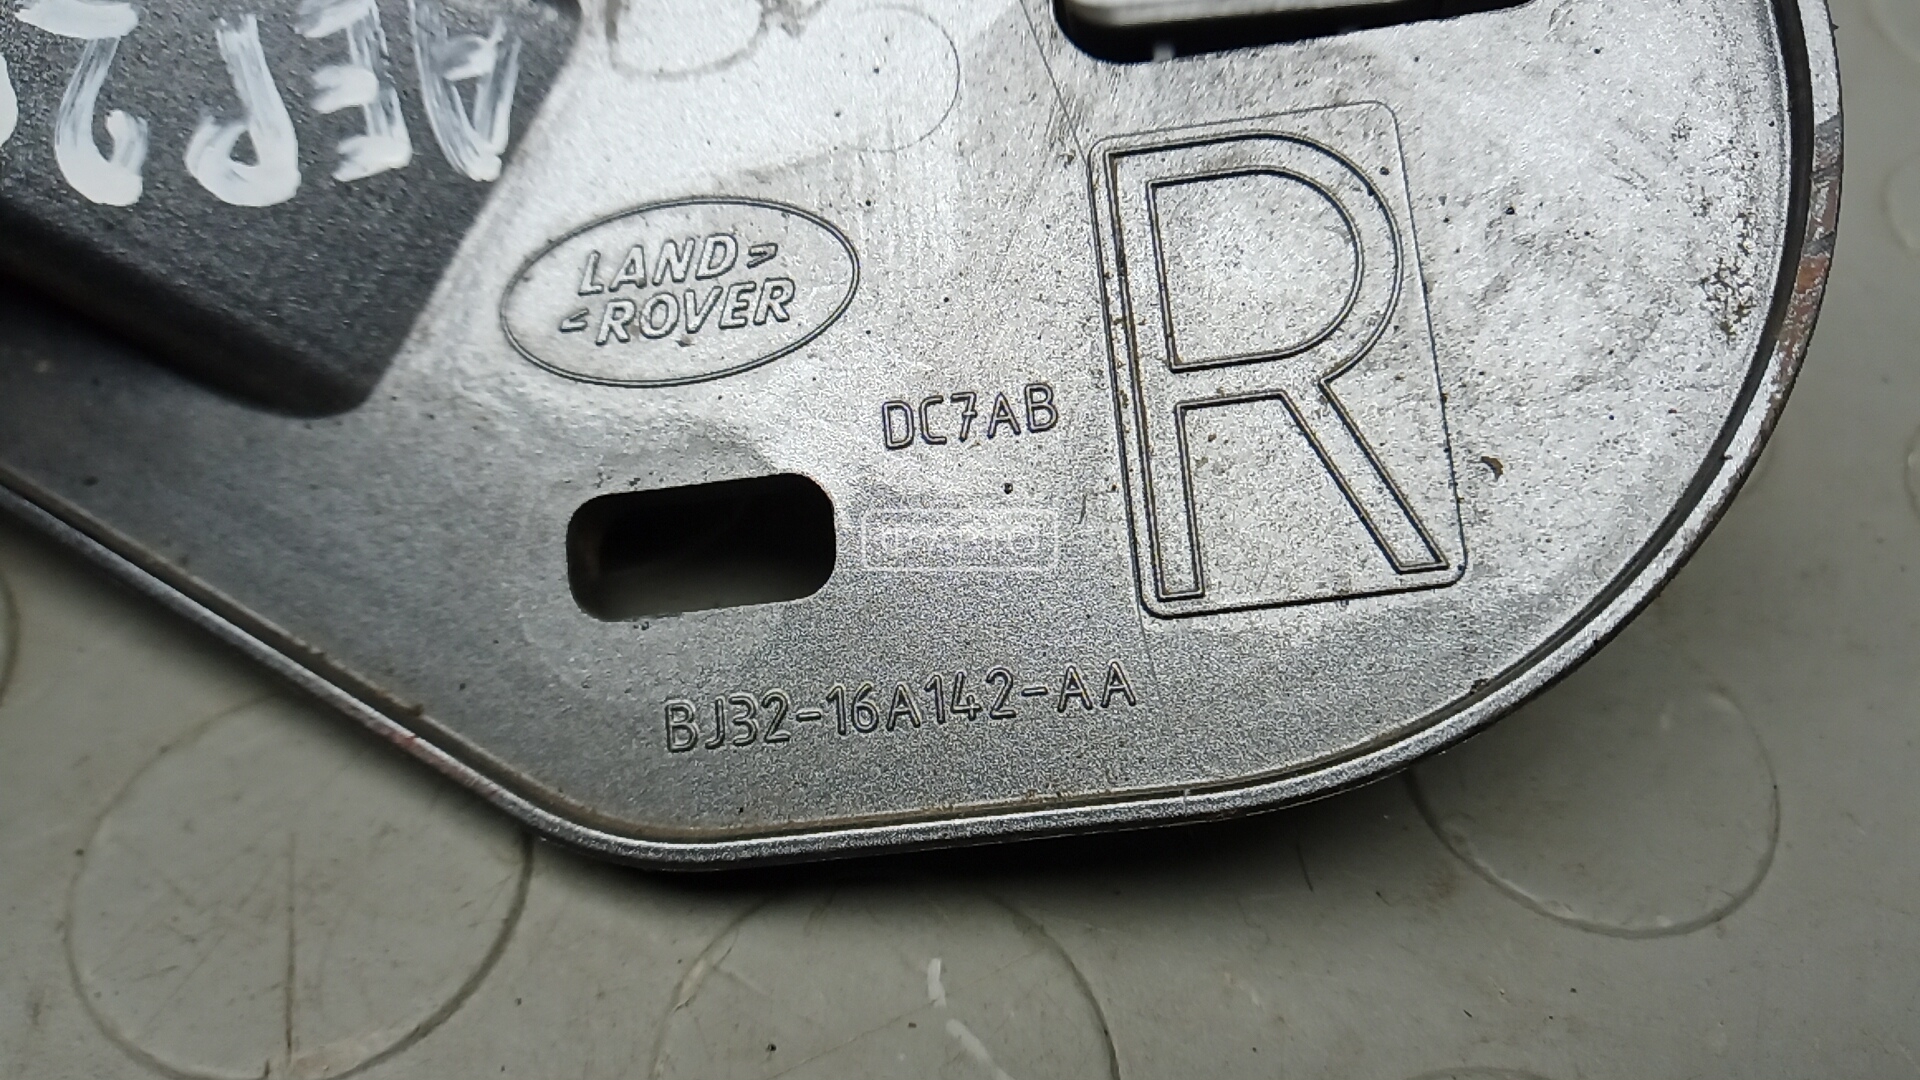 LAND
ROVER
DC7AB
R
BJ32-16A142-AA